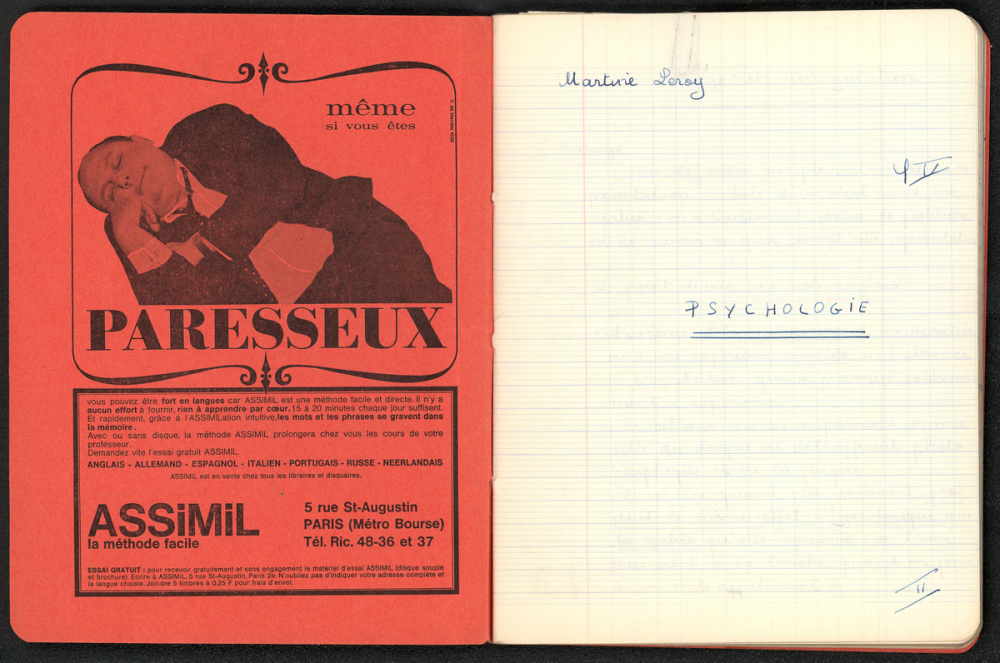 même
si vous êtes
PARESSEUX
vous pouvez être fort en langues car ASSiMiL est une méthode facile et directe. il n'y a
aucun effort à fournir, rien à apprendre par cœur. 15 à 20 minutes chaque jour suffisent.
Et rapidement, grâce à l'ASSiMiLation intuitive, les mots et les phrases se gravent dans
la mémoire.
Avec ou sans disque, la méthode ASSiMiL prolongera chez vous les cours de votre
professeur.
Demandez vite l'essai gratuit ASSiMiL.
ANGLAIS - ALLEMAND - ESPAGNOL - ITALIEN - PORTUGAIS - RUSSE - NEERLANDAIS
ASSiMiL est en vente chez tous les libraires et disquaires.
ASSiMiL
la méthode facile
5 rue St-Augustin
PARIS (Métro Bourse)
Tél. Ric. 48-36 et 37
ESSAI GRATUIT : pour recevoir gratuitement et sans engagement le matériel d'essai ASSiMiL (disque souple
et brochure). Ecrire à ASSiMiL, 5 rue St-Augustin, Paris 2e. N'oubliez pas d'indiquer votre adresse complète et
la langue choisie. Joindre 5 timbres à 0,25 F pour frais d'envoi.
Martine Leroy
PSYCHOLOGiE
II